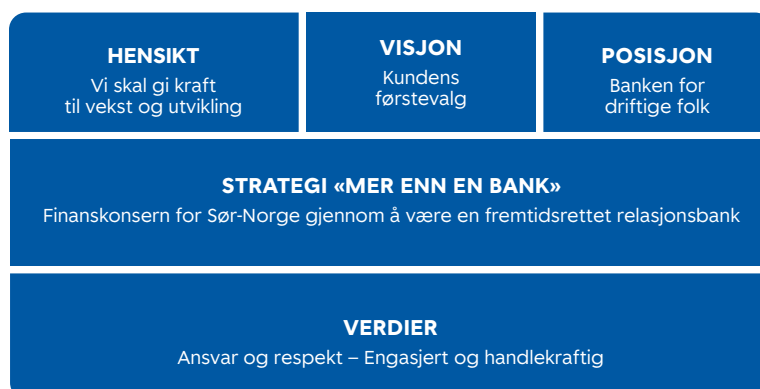 HENSIKT
Vi skal gi kraft
til vekst og utvikling
VISJON
Kundens
førstevalg
POSISJON
Banken for
driftige folk
STRATEGI «MER ENN EN BANK»
Finanskonsern for Sør-Norge gjennom å være en fremtidsrettet relasjonsbank
VERDIER
Ansvar og respekt – Engasjert og handlekraftig